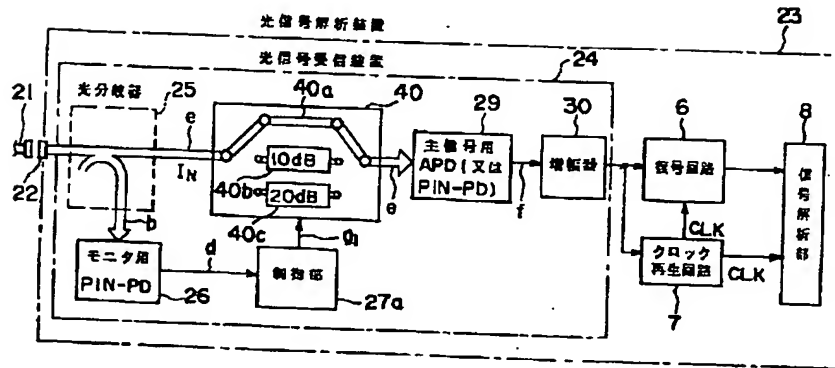 光信号解析装置
23
光信号受信装置
24
光分岐器
25
40a
40
29
30
6
8
21
e
22
I_N
10dB
40b
20dB
40c
e
主信号用
APD(又は
PIN-PD)
f
増幅器
復号回路
信号解析部
b
モニタ用
PIN-PD
26
d
g1
制御部
27a
CLK
クロック
再生回路
7
CLK